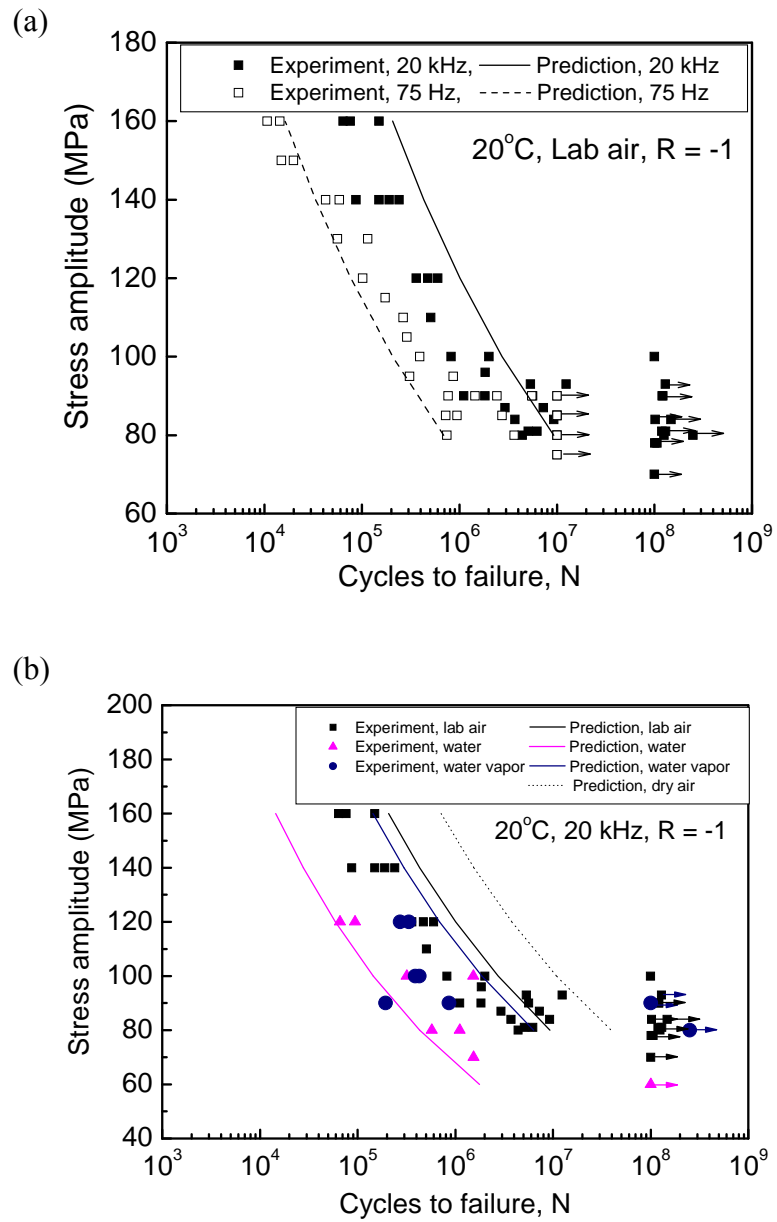 (a)
180
160
140
120
100
80
60
Stress amplitude (MPa)
Experiment, 20 kHz, Prediction, 20 kHz
Experiment, 75 Hz, Prediction, 75 Hz
20°C, Lab air, R = -1
10³ 10⁴ 10⁵ 10⁶ 10⁷ 10⁸ 10⁹
Cycles to failure, N
(b)
200
180
160
140
120
100
80
60
40
Stress amplitude (MPa)
Experiment, lab air Prediction, lab air
Experiment, water Prediction, water
Experiment, water vapor Prediction, water vapor
Prediction, dry air
20°C, 20 kHz, R = -1
10³ 10⁴ 10⁵ 10⁶ 10⁷ 10⁸ 10⁹
Cycles to failure, N